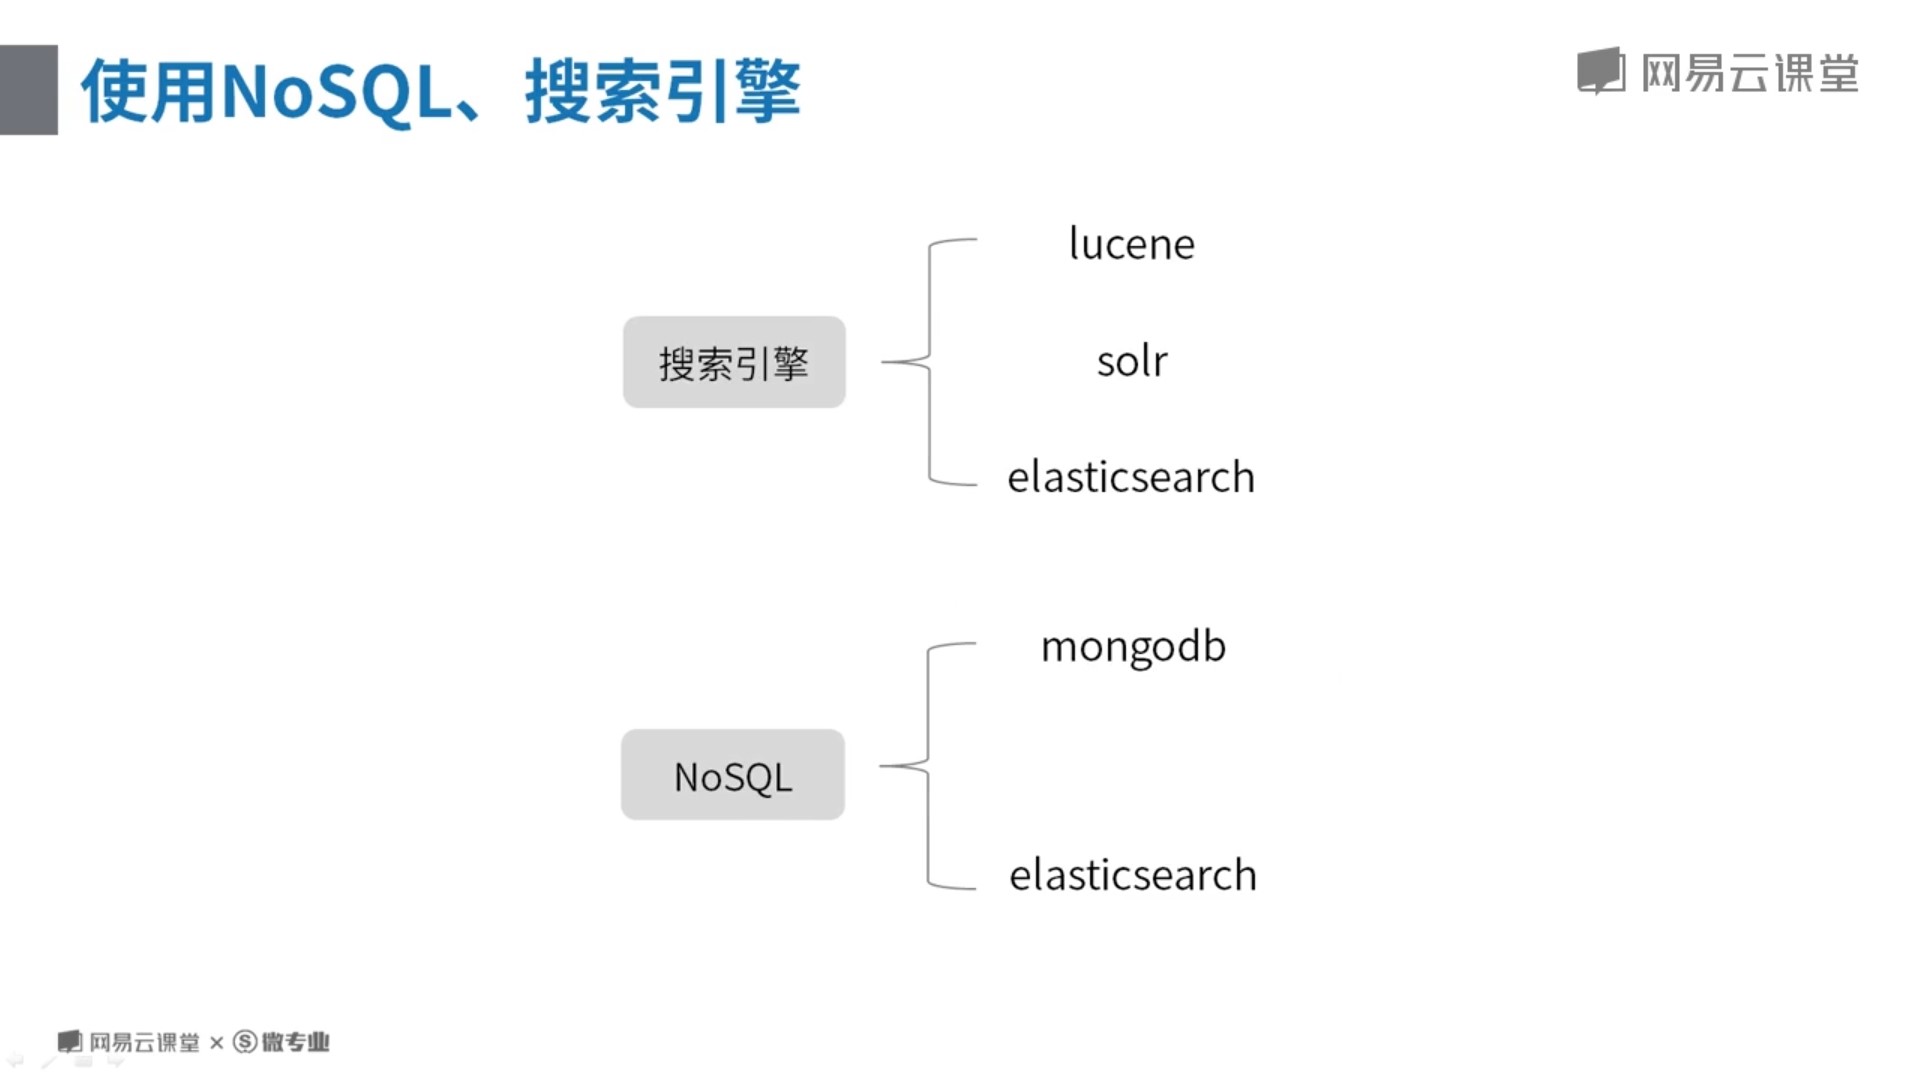 使用NoSQL、搜索引擎
网易云课堂
lucene
搜索引擎
solr
elasticsearch
mongodb
NoSQL
elasticsearch
网易云课堂 × Ⓢ微专业